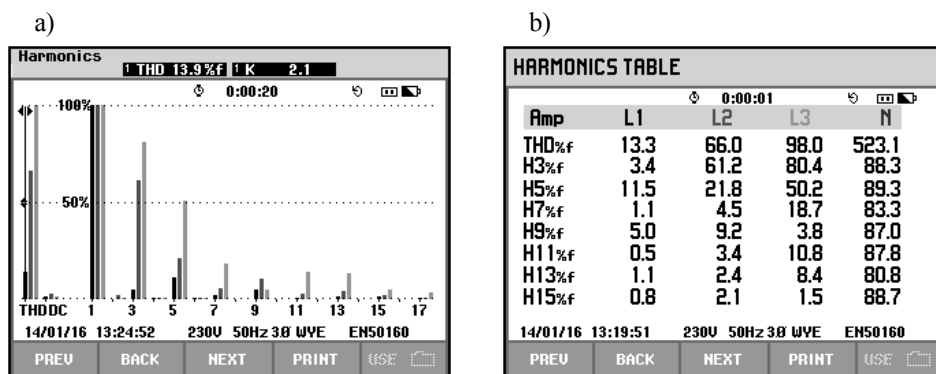 a)
Harmonics
1 THD 13.9%f 1 K 2.1
0:00:20
100%
50%
THD DC 1 3 5 7 9 11 13 15 17
14/01/16 13:24:52 230V 50Hz 3Ø WYE EN50160
PREV BACK NEXT PRINT USE
b)
HARMONICS TABLE
0:00:01
Amp L1 L2 L3 N
THD%f 13.3 66.0 98.0 523.1
H3%f 3.4 61.2 80.4 88.3
H5%f 11.5 21.8 50.2 89.3
H7%f 1.1 4.5 18.7 83.3
H9%f 5.0 9.2 3.8 87.0
H11%f 0.5 3.4 10.8 87.8
H13%f 1.1 2.4 8.4 80.8
H15%f 0.8 2.1 1.5 88.7
14/01/16 13:19:51 230V 50Hz 3Ø WYE EN50160
PREV BACK NEXT PRINT USE